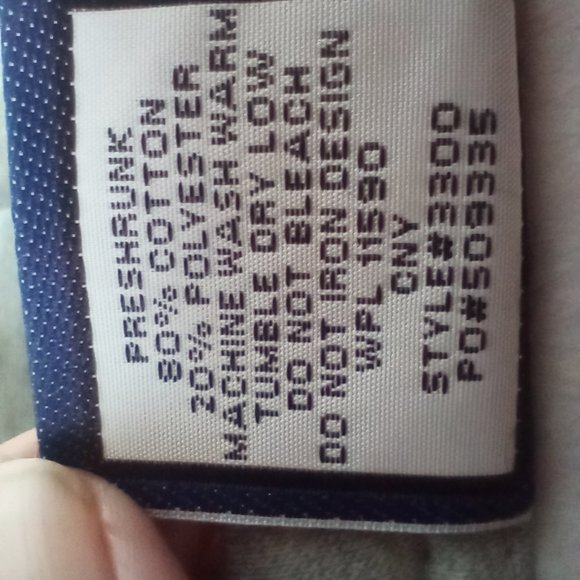 PRESHRUNK
80% COTTON
20% POLYESTER
MACHINE WASH WARM
TUMBLE DRY LOW
DO NOT BLEACH
DO NOT IRON DESIGN
WPL 11590
CNY
STYLE#3300
PO#509335